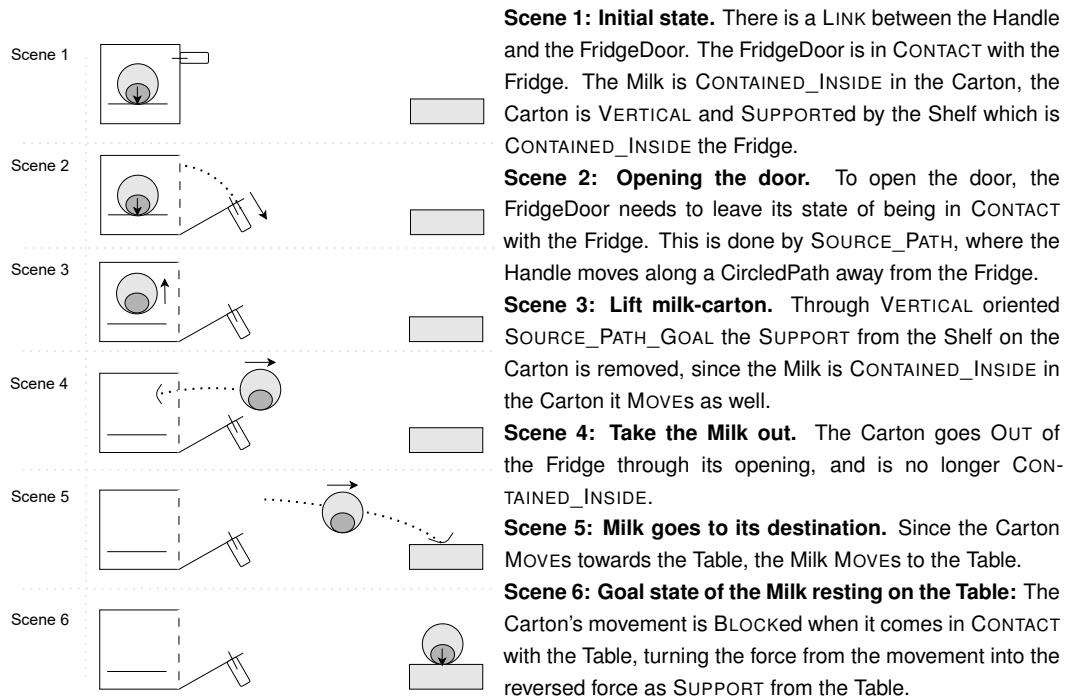 Scene 1
Scene 2
Scene 3
Scene 4
Scene 5
Scene 6
Scene 1: Initial state. There is a LINK between the Handle
and the FridgeDoor. The FridgeDoor is in CONTACT with the
Fridge. The Milk is CONTAINED_INSIDE in the Carton, the
Carton is VERTICAL and SUPPORTed by the Shelf which is
CONTAINED_INSIDE the Fridge.
Scene 2: Opening the door. To open the door, the
FridgeDoor needs to leave its state of being in CONTACT
with the Fridge. This is done by SOURCE_PATH, where the
Handle moves along a CircledPath away from the Fridge.
Scene 3: Lift milk-carton. Through VERTICAL oriented
SOURCE_PATH_GOAL the SUPPORT from the Shelf on the
Carton is removed, since the Milk is CONTAINED_INSIDE in
the Carton it MOVEs as well.
Scene 4: Take the Milk out. The Carton goes OUT of
the Fridge through its opening, and is no longer CON-
TAINED_INSIDE.
Scene 5: Milk goes to its destination. Since the Carton
MOVEs towards the Table, the Milk MOVEs to the Table.
Scene 6: Goal state of the Milk resting on the Table: The
Carton's movement is BLOCKed when it comes in CONTACT
with the Table, turning the force from the movement into the
reversed force as SUPPORT from the Table.